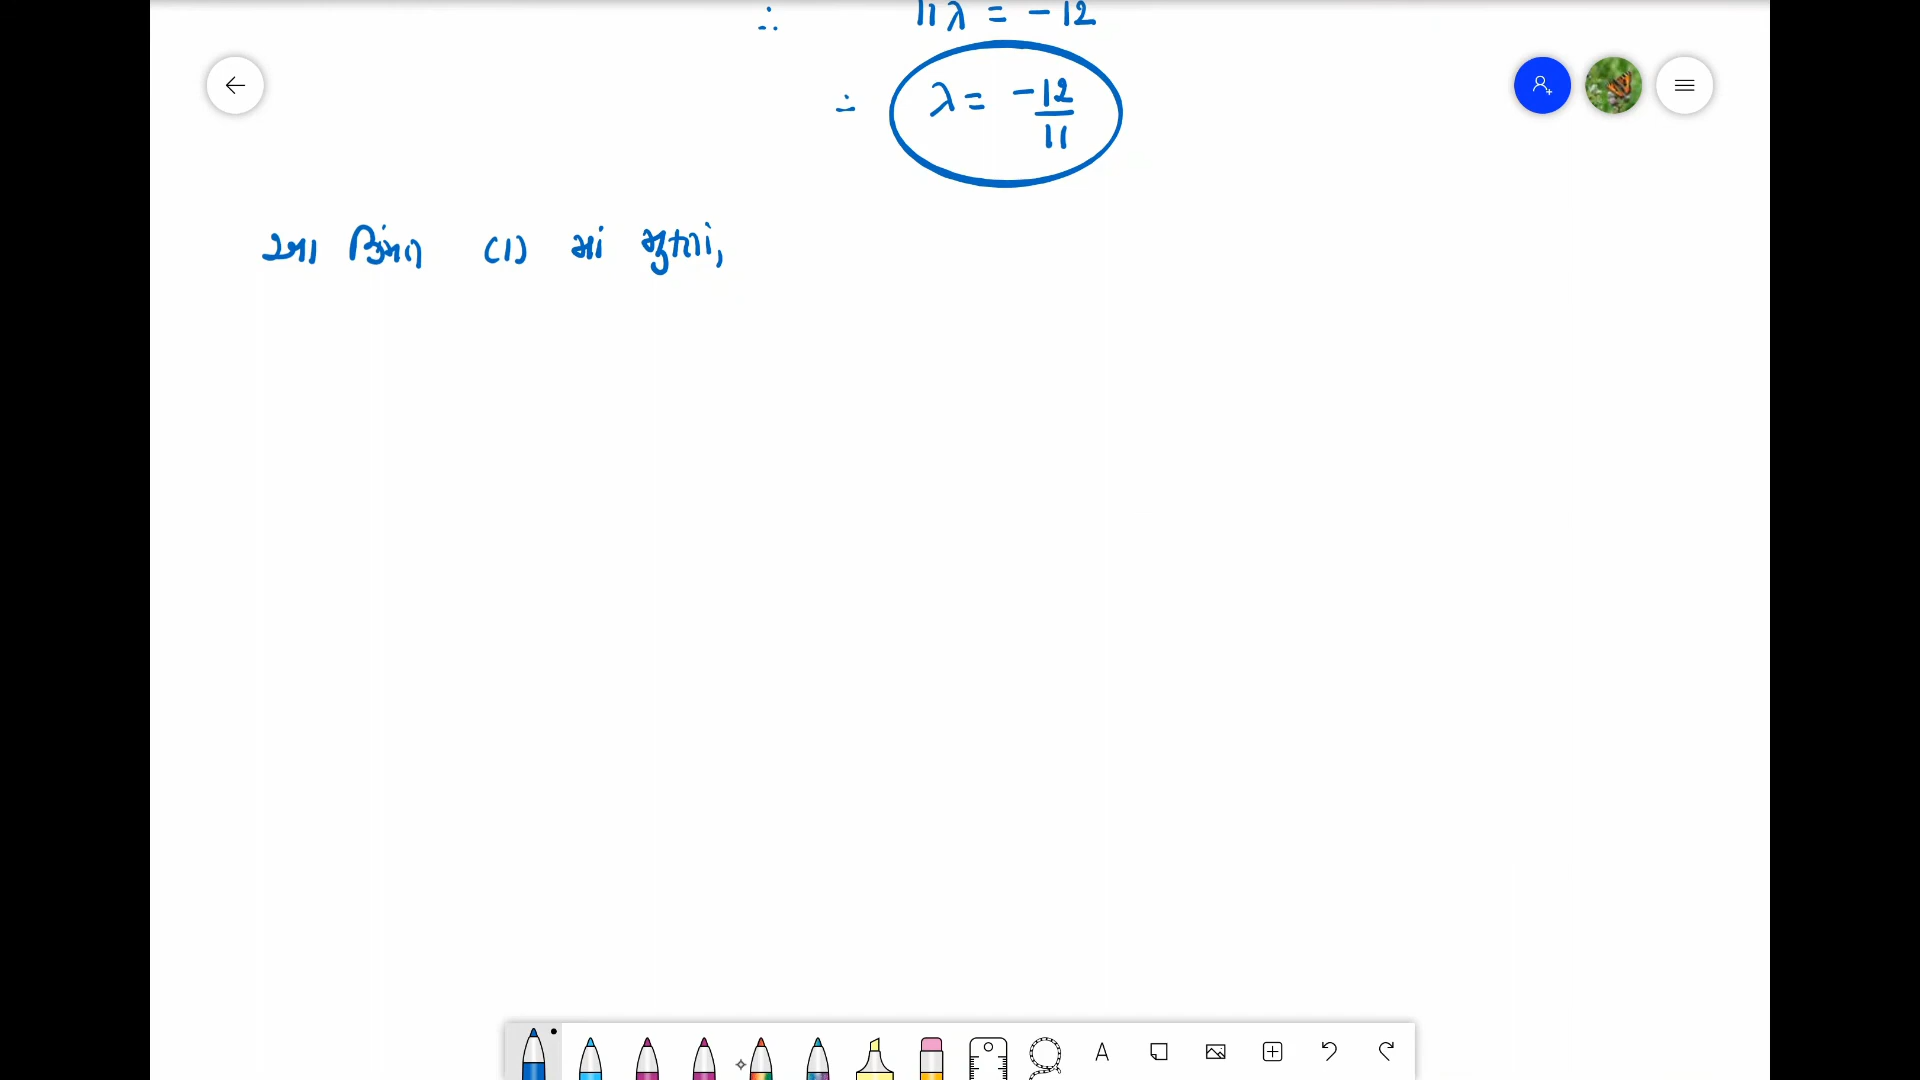 ∴ 11λ = -12
∴ λ = -12/11
આ કિંમત (1) માં મૂકતાં,
A